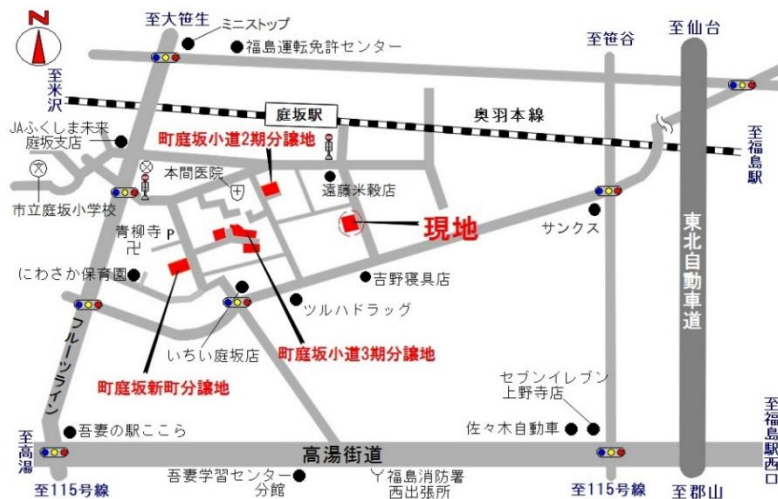 N
至大笹生
ミニストップ
福島運転免許センター
至笹谷
至仙台
至米沢
庭坂駅
奥羽本線
JAふくしま未来
庭坂支店
町庭坂小道2期分譲地
至福島駅
本間医院
遠藤米穀店
市立庭坂小学校
文
青柳寺
卍
P
現地
サンクス
東北自動車道
にわさか保育園
吉野寝具店
ツルハドラッグ
いちい庭坂店
町庭坂小道3期分譲地
フルーツライン
町庭坂新町分譲地
セブンイレブン
上野寺店
吾妻の駅ここら
佐々木自動車
至高湯
高湯街道
至福島駅西口
吾妻学習センター
分館
福島消防署
西出張所
至115号線
至115号線
至郡山